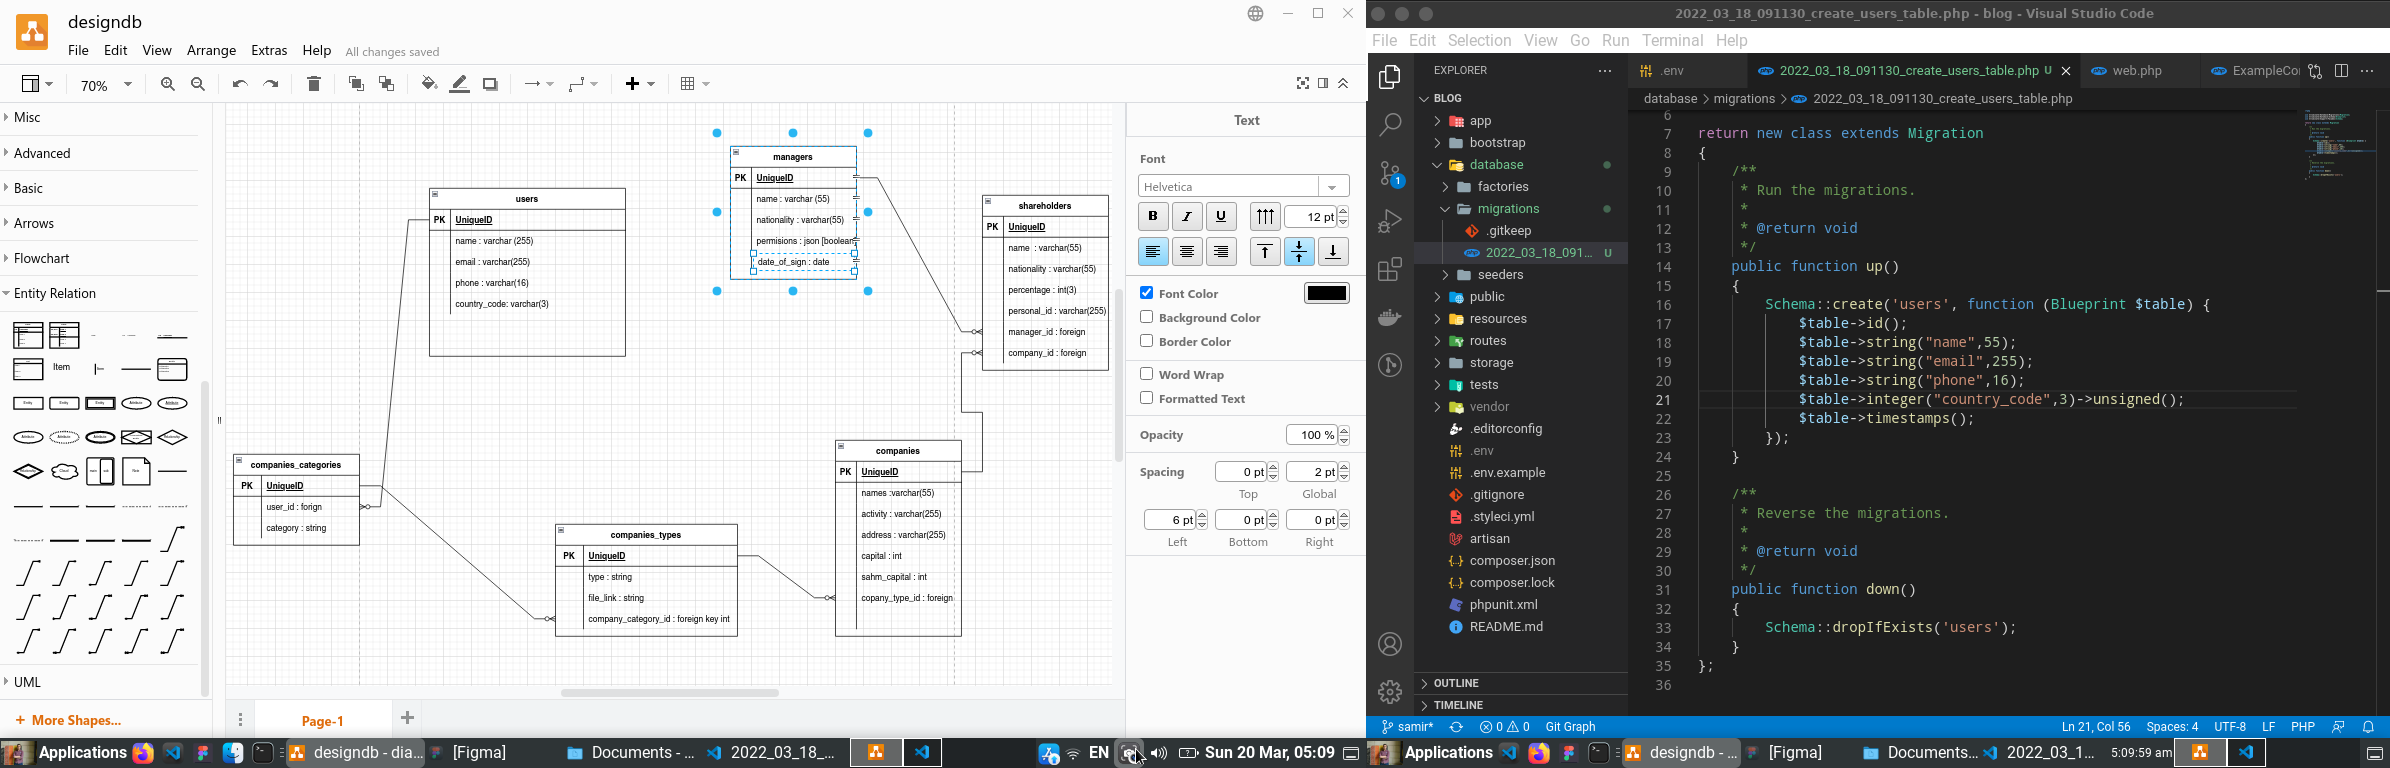 designdb
File Edit View Arrange Extras Help All changes saved
70%
Misc
Advanced
Basic
Arrows
Flowchart
Entity Relation
Item
UML
+ More Shapes...
managers
PK UniqueID
name : varchar (55)
nationality : varchar(55)
permisions : json [boolean
date_of_sign : date
users
PK UniqueID
name : varchar (255)
email : varchar(255)
phone : varchar(16)
country_code: varchar(3)
shareholders
PK UniqueID
name : varchar(55)
nationality : varchar(55)
percentage : int(3)
personal_id : varchar(255)
manager_id : foreign
company_id : foreign
companies_categories
PK UniqueID
user_id : forign
category : string
companies_types
PK UniqueID
type : string
file_link : string
company_category_id : foreign key int
companies
PK UniqueID
names :varchar(55)
activity : varchar(255)
address : varchar(255)
capital : int
sahm_capital : int
copany_type_id : foreign
Page-1
Text
Font
Helvetica
B I U 12 pt
Font Color
Background Color
Border Color
Word Wrap
Formatted Text
Opacity 100 %
Spacing 0 pt 2 pt
Top Global
6 pt 0 pt 0 pt
Left Bottom Right
Applications designdb - dia... [Figma] Documents - ... 2022_03_18_... EN Sun 20 Mar, 05:09
2022_03_18_091130_create_users_table.php - blog - Visual Studio Code
File Edit Selection View Go Run Terminal Help
EXPLORER
BLOG
app
bootstrap
database
factories
migrations
.gitkeep
2022_03_18_091... U
seeders
public
resources
routes
storage
tests
vendor
.editorconfig
.env
.env.example
.gitignore
.styleci.yml
artisan
composer.json
composer.lock
phpunit.xml
README.md
OUTLINE
TIMELINE
1
.env 2022_03_18_091130_create_users_table.php U web.php ExampleCo
database > migrations > 2022_03_18_091130_create_users_table.php
6
7 return new class extends Migration
8 {
9 /**
10 * Run the migrations.
11 *
12 * @return void
13 */
14 public function up()
15 {
16 Schema::create('users', function (Blueprint $table) {
17 $table->id();
18 $table->string("name",55);
19 $table->string("email",255);
20 $table->string("phone",16);
21 $table->integer("country_code",3)->unsigned();
22 $table->timestamps();
23 });
24 }
25
26 /**
27 * Reverse the migrations.
28 *
29 * @return void
30 */
31 public function down()
32 {
33 Schema::dropIfExists('users');
34 }
35 };
36
samir* 0 0 Git Graph Ln 21, Col 56 Spaces: 4 UTF-8 LF PHP
Applications designdb - ... [Figma] Documents... 2022_03_1... 5:09:59 am